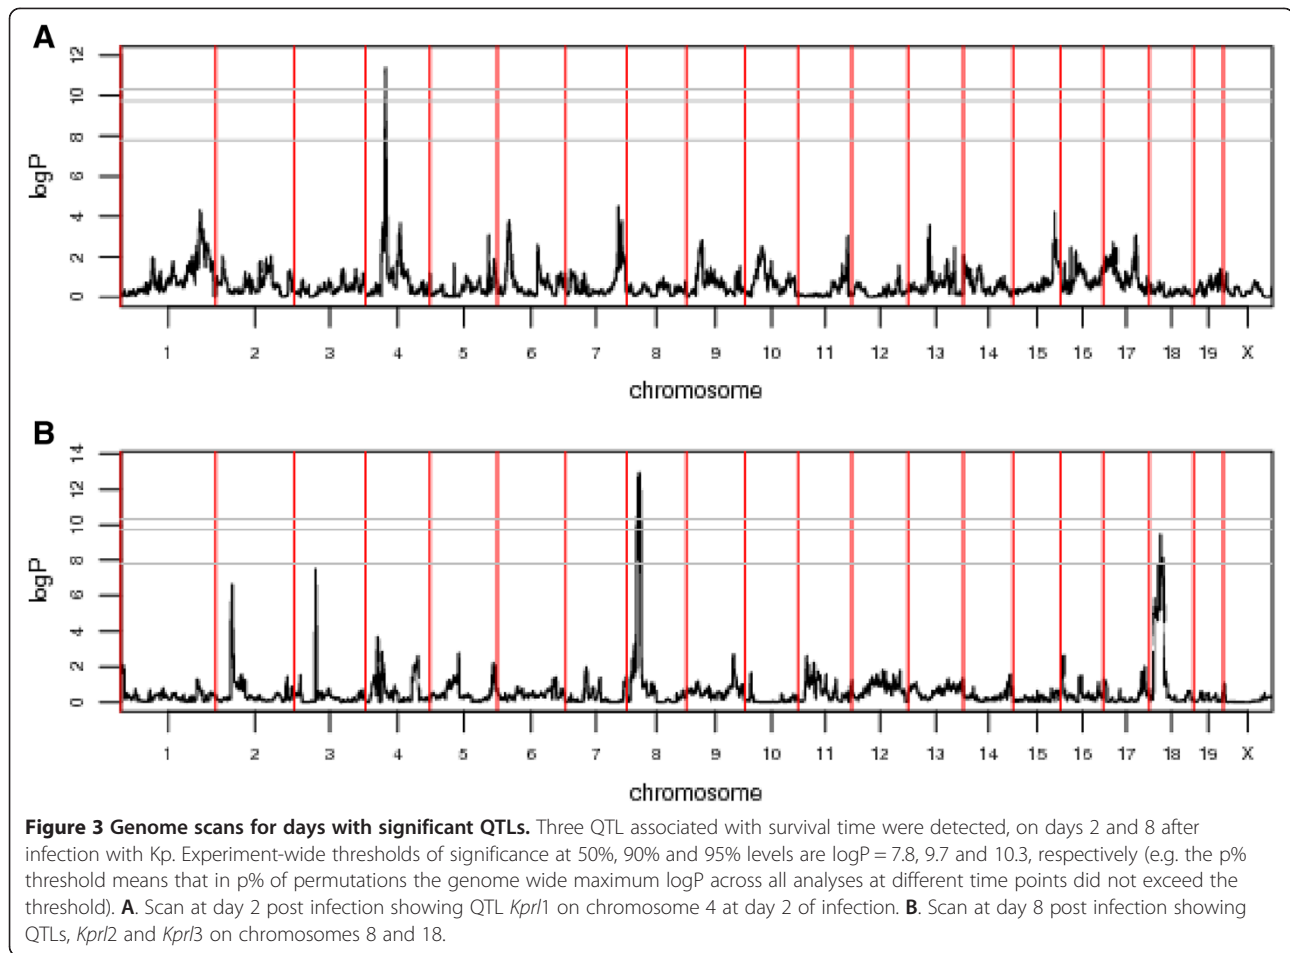 A
12
10
8
6
4
2
0
logP
1 2 3 4 5 6 7 8 9 10 11 12 13 14 15 16 17 18 19 X
chromosome
B
14
12
10
8
6
4
2
0
logP
1 2 3 4 5 6 7 8 9 10 11 12 13 14 15 16 17 18 19 X
chromosome
Figure 3 Genome scans for days with significant QTLs. Three QTL associated with survival time were detected, on days 2 and 8 after
infection with Kp. Experiment-wide thresholds of significance at 50%, 90% and 95% levels are logP = 7.8, 9.7 and 10.3, respectively (e.g. the p%
threshold means that in p% of permutations the genome wide maximum logP across all analyses at different time points did not exceed the
threshold). A. Scan at day 2 post infection showing QTL Kprl1 on chromosome 4 at day 2 of infection. B. Scan at day 8 post infection showing
QTLs, Kprl2 and Kprl3 on chromosomes 8 and 18.